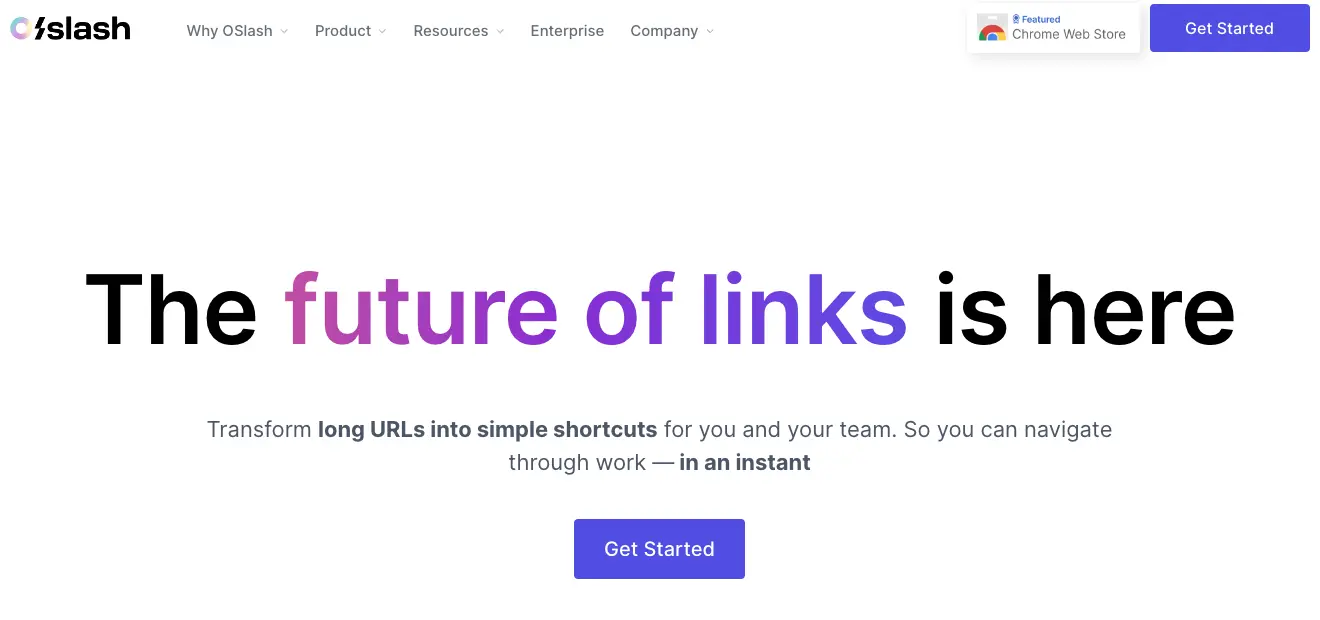 Oslash
Why OSlash
Product
Resources
Enterprise
Company
Featured
Chrome Web Store
Get Started
The future of links is here
Transform long URLs into simple shortcuts for you and your team. So you can navigate
through work — in an instant
Get Started